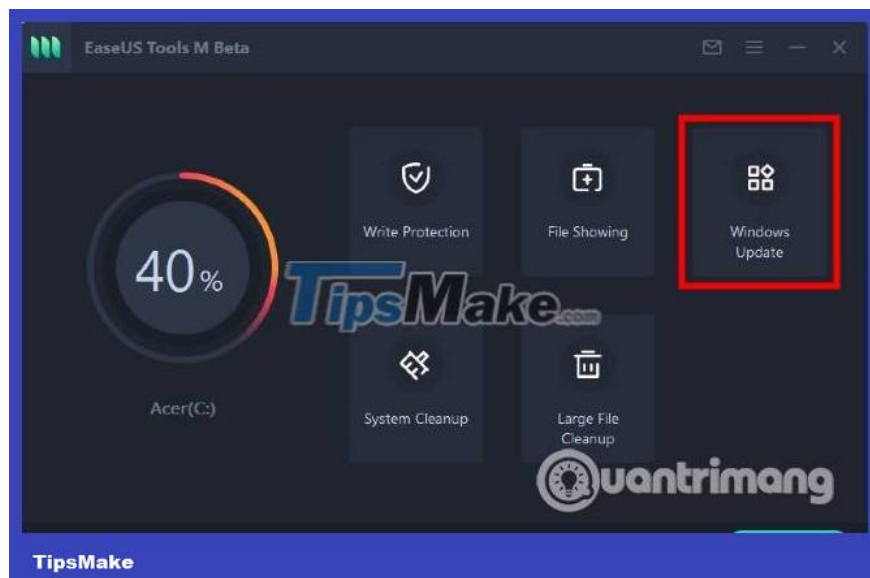 EaseUS Tools M Beta
Write Protection
File Showing
Windows
Update
40%
TipsMake.com
Acer(C:)
System Cleanup
Large File
Cleanup
Quantrimang
TipsMake